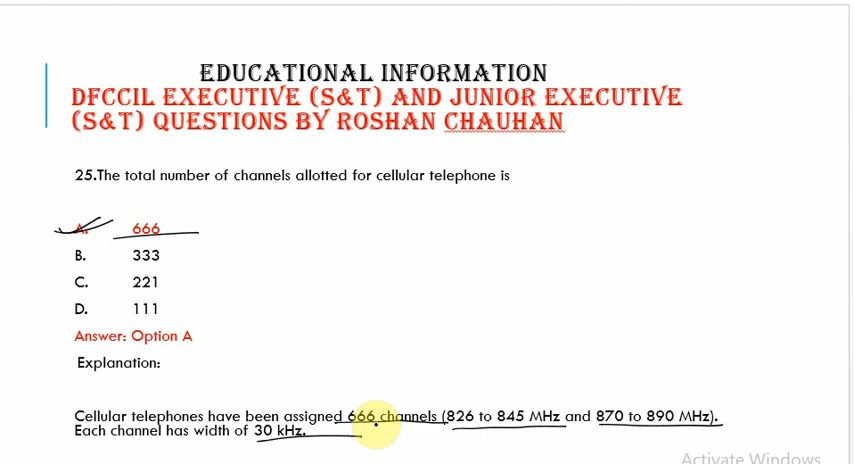 EDUCATIONAL INFORMATION
DFCCIL EXECUTIVE (S&T) AND JUNIOR EXECUTIVE
(S&T) QUESTIONS BY ROSHAN CHAUHAN
25.The total number of channels allotted for cellular telephone is
A. 666
B. 333
C. 221
D. 111
Answer: Option A
Explanation:
Cellular telephones have been assigned 666 channels (826 to 845 MHz and 870 to 890 MHz).
Each channel has width of 30 kHz.
Activate Windows